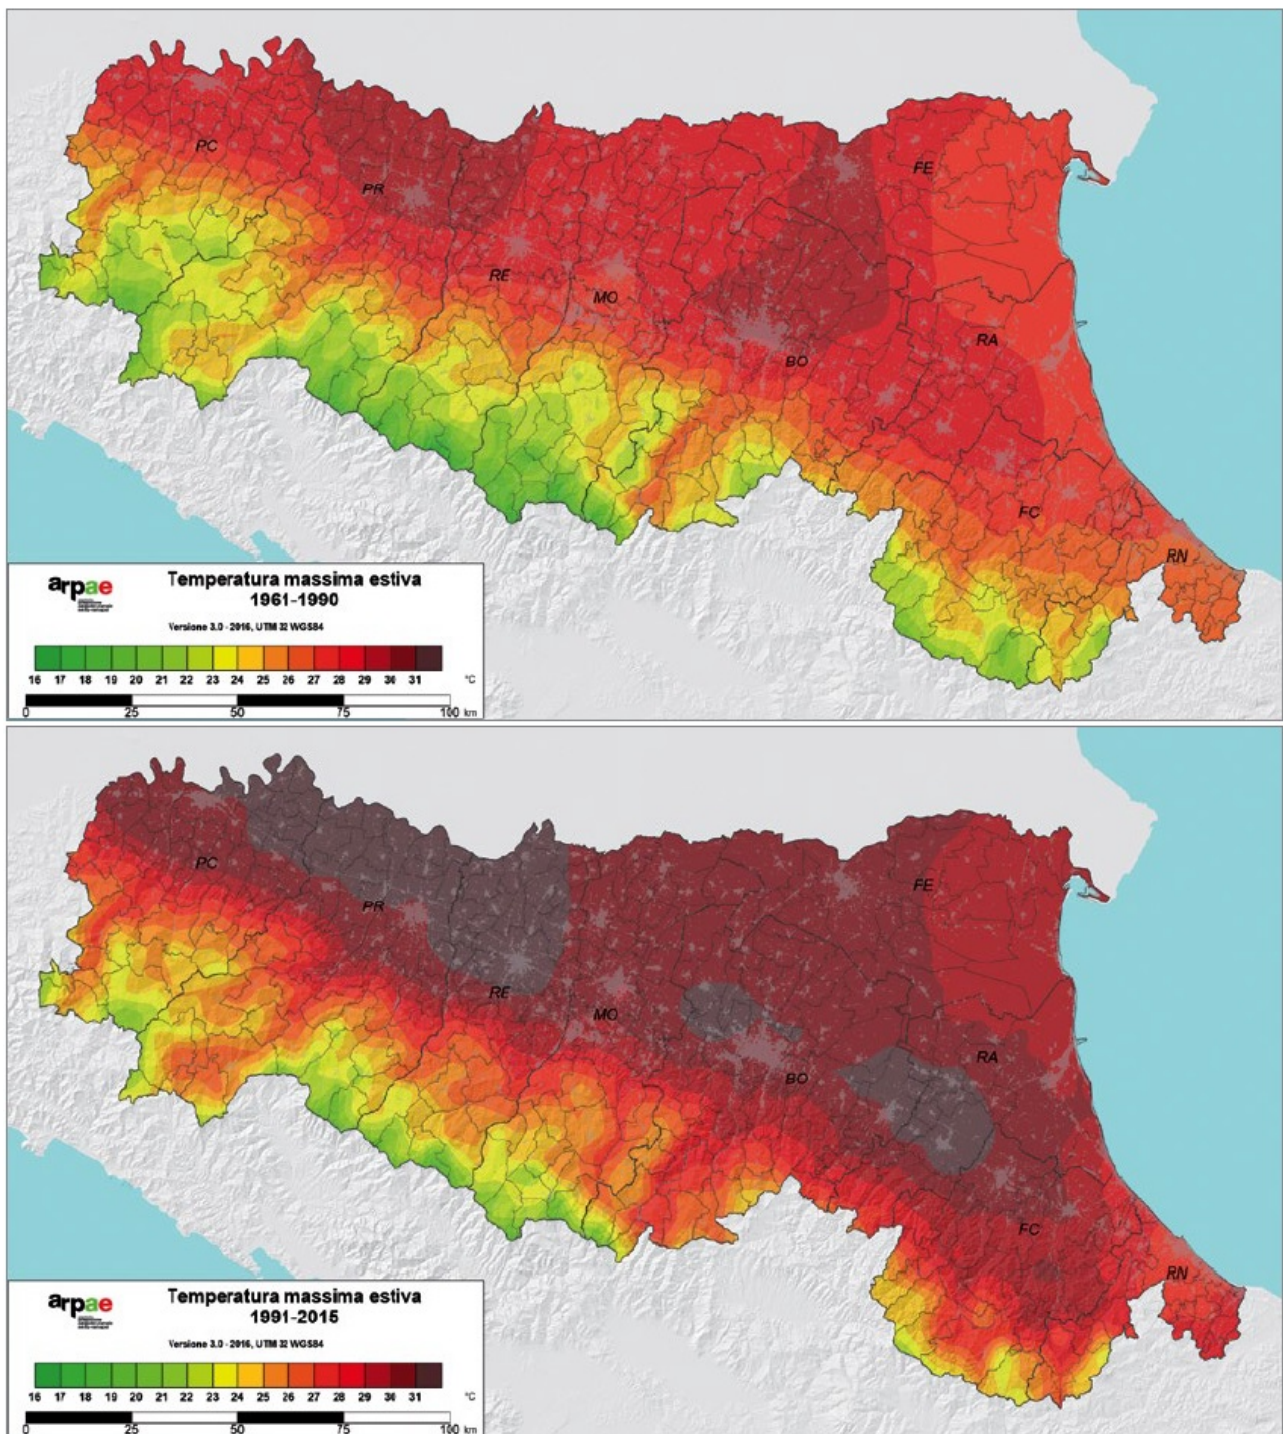 PC
PR
RE
MO
BO
FE
RA
FC
RN
arpae
Temperatura massima estiva
1961-1990
Versione 3.0 - 2016, UTM 32 WGS84
16 17 18 19 20 21 22 23 24 25 26 27 28 29 30 31 °C
0 25 50 75 100 km
PC
PR
RE
MO
BO
FE
RA
FC
RN
arpae
Temperatura massima estiva
1991-2015
Versione 3.0 - 2016, UTM 32 WGS84
16 17 18 19 20 21 22 23 24 25 26 27 28 29 30 31 °C
0 25 50 75 100 km